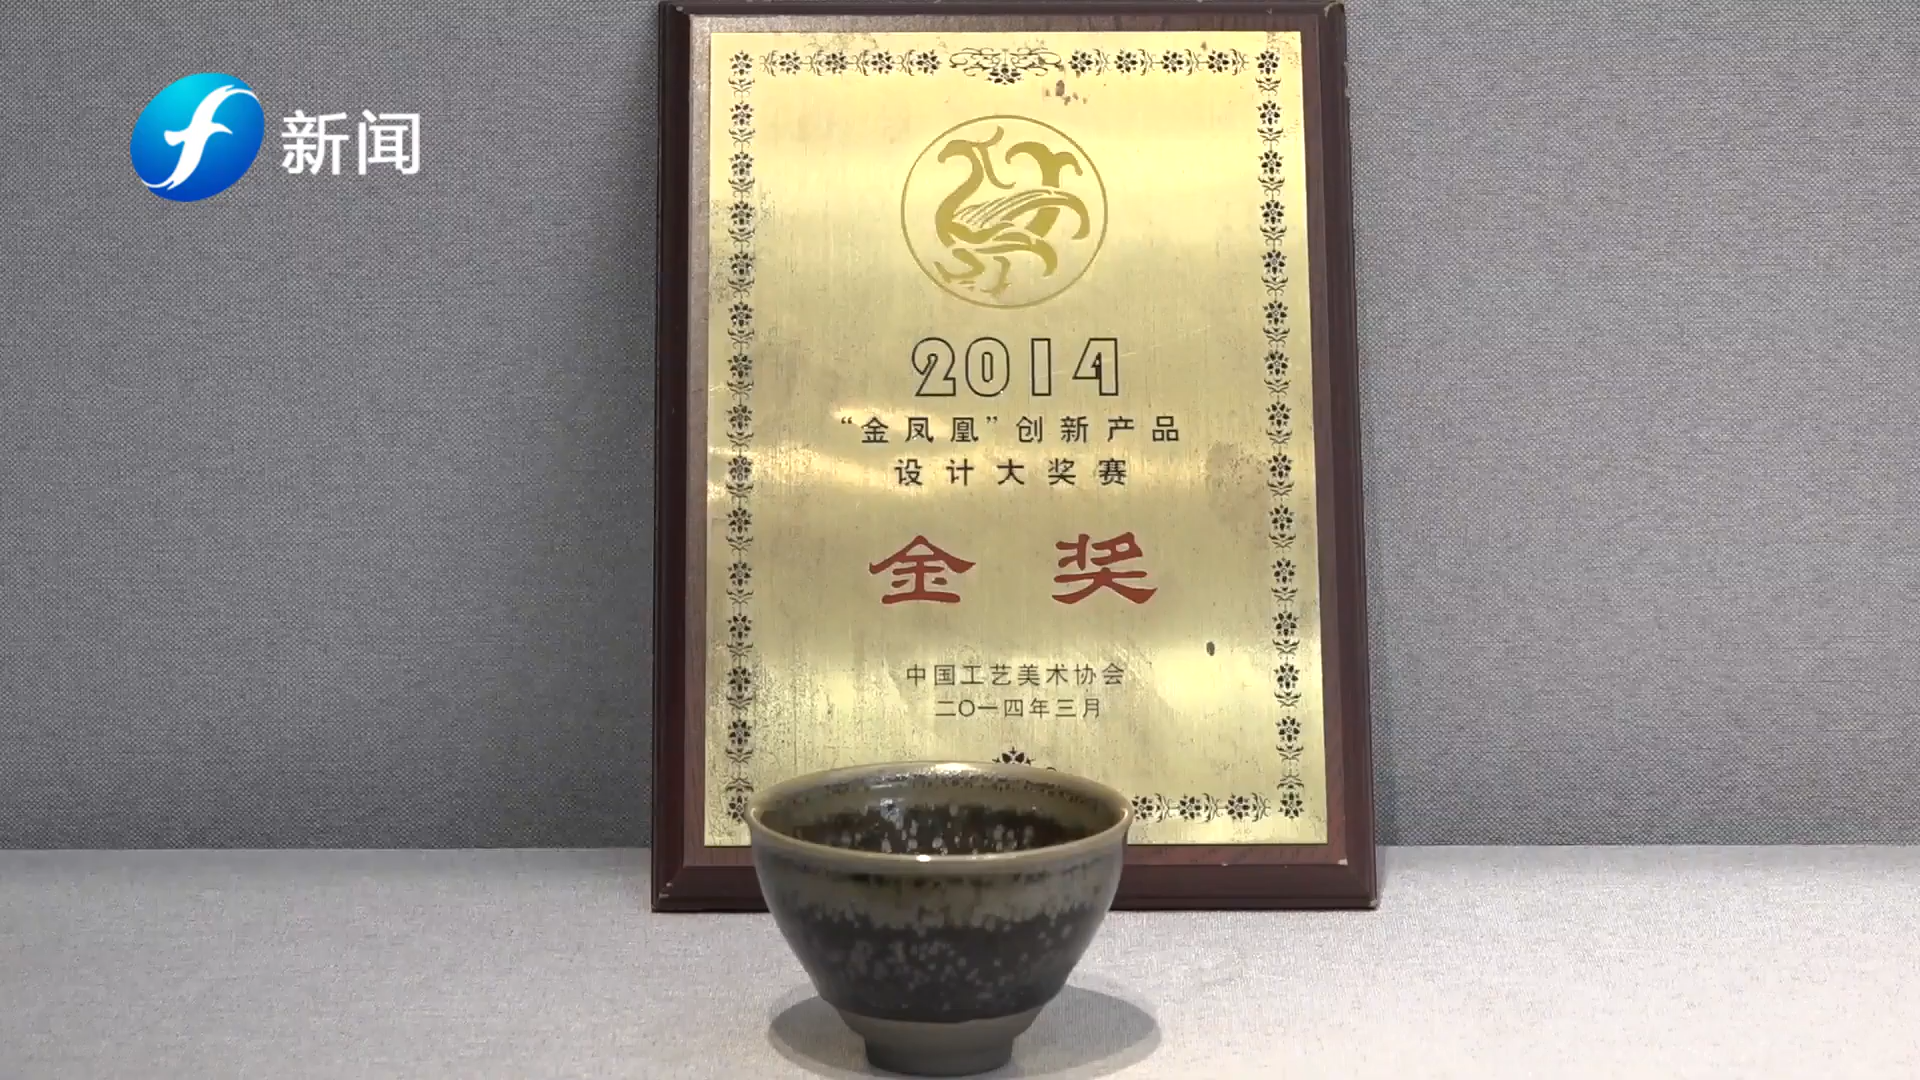 新闻
2014
“金凤凰”创新产品
设计大奖赛
金奖
中国工艺美术协会
二〇一四年三月